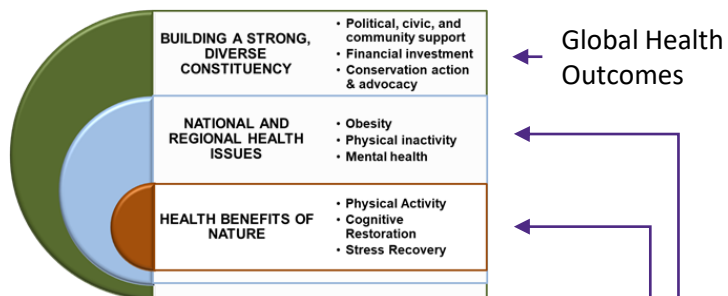 BUILDING A STRONG,
DIVERSE
CONSTITUENCY
• Political, civic, and
community support
• Financial investment
• Conservation action
& advocacy
Global Health
Outcomes
NATIONAL AND
REGIONAL HEALTH
ISSUES
• Obesity
• Physical inactivity
• Mental health
HEALTH BENEFITS OF
NATURE
• Physical Activity
• Cognitive
Restoration
• Stress Recovery